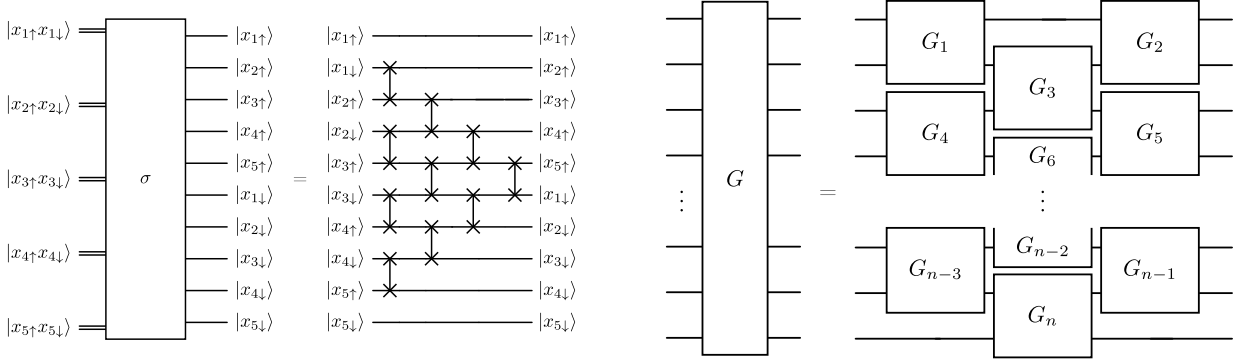 |x₁↑x₁↓⟩
|x₂↑x₂↓⟩
|x₃↑x₃↓⟩
|x₄↑x₄↓⟩
|x₅↑x₅↓⟩
σ
|x₁↑⟩
|x₂↑⟩
|x₃↑⟩
|x₄↑⟩
|x₅↑⟩
|x₁↓⟩
|x₂↓⟩
|x₃↓⟩
|x₄↓⟩
|x₅↓⟩
=
|x₁↑⟩
|x₁↓⟩
|x₂↑⟩
|x₂↓⟩
|x₃↑⟩
|x₃↓⟩
|x₄↑⟩
|x₄↓⟩
|x₅↑⟩
|x₅↓⟩
|x₁↑⟩
|x₂↑⟩
|x₃↑⟩
|x₄↑⟩
|x₅↑⟩
|x₁↓⟩
|x₂↓⟩
|x₃↓⟩
|x₄↓⟩
|x₅↓⟩
⋮
G
=
G₁
G₂
G₃
G₄
G₅
G₆
⋮
Gₙ₋₂
Gₙ₋₃
Gₙ₋₁
Gₙ